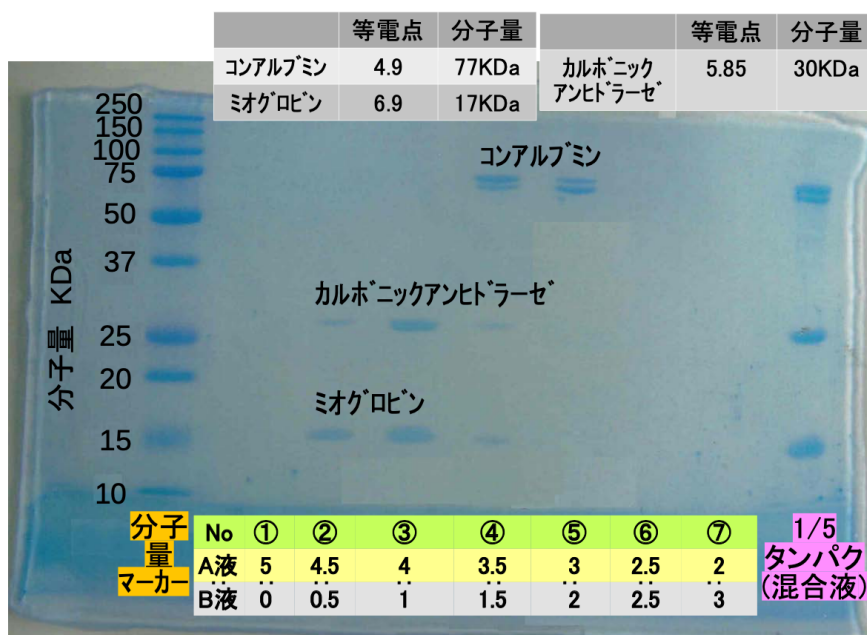 等電点 分子量
コンアルブミン 4.9 77KDa
ミオグロビン 6.9 17KDa
等電点 分子量
カルボニック
アンヒドラーゼ 5.85 30KDa
250
150
100
75
50
37
25
20
15
10
分子量 KDa
コンアルブミン
カルボニックアンヒドラーゼ
ミオグロビン
分子
量
マーカー
No ① ② ③ ④ ⑤ ⑥ ⑦
A液 5 4.5 4 3.5 3 2.5 2
: : : : : : : :
B液 0 0.5 1 1.5 2 2.5 3
1/5
タンパク
(混合液)